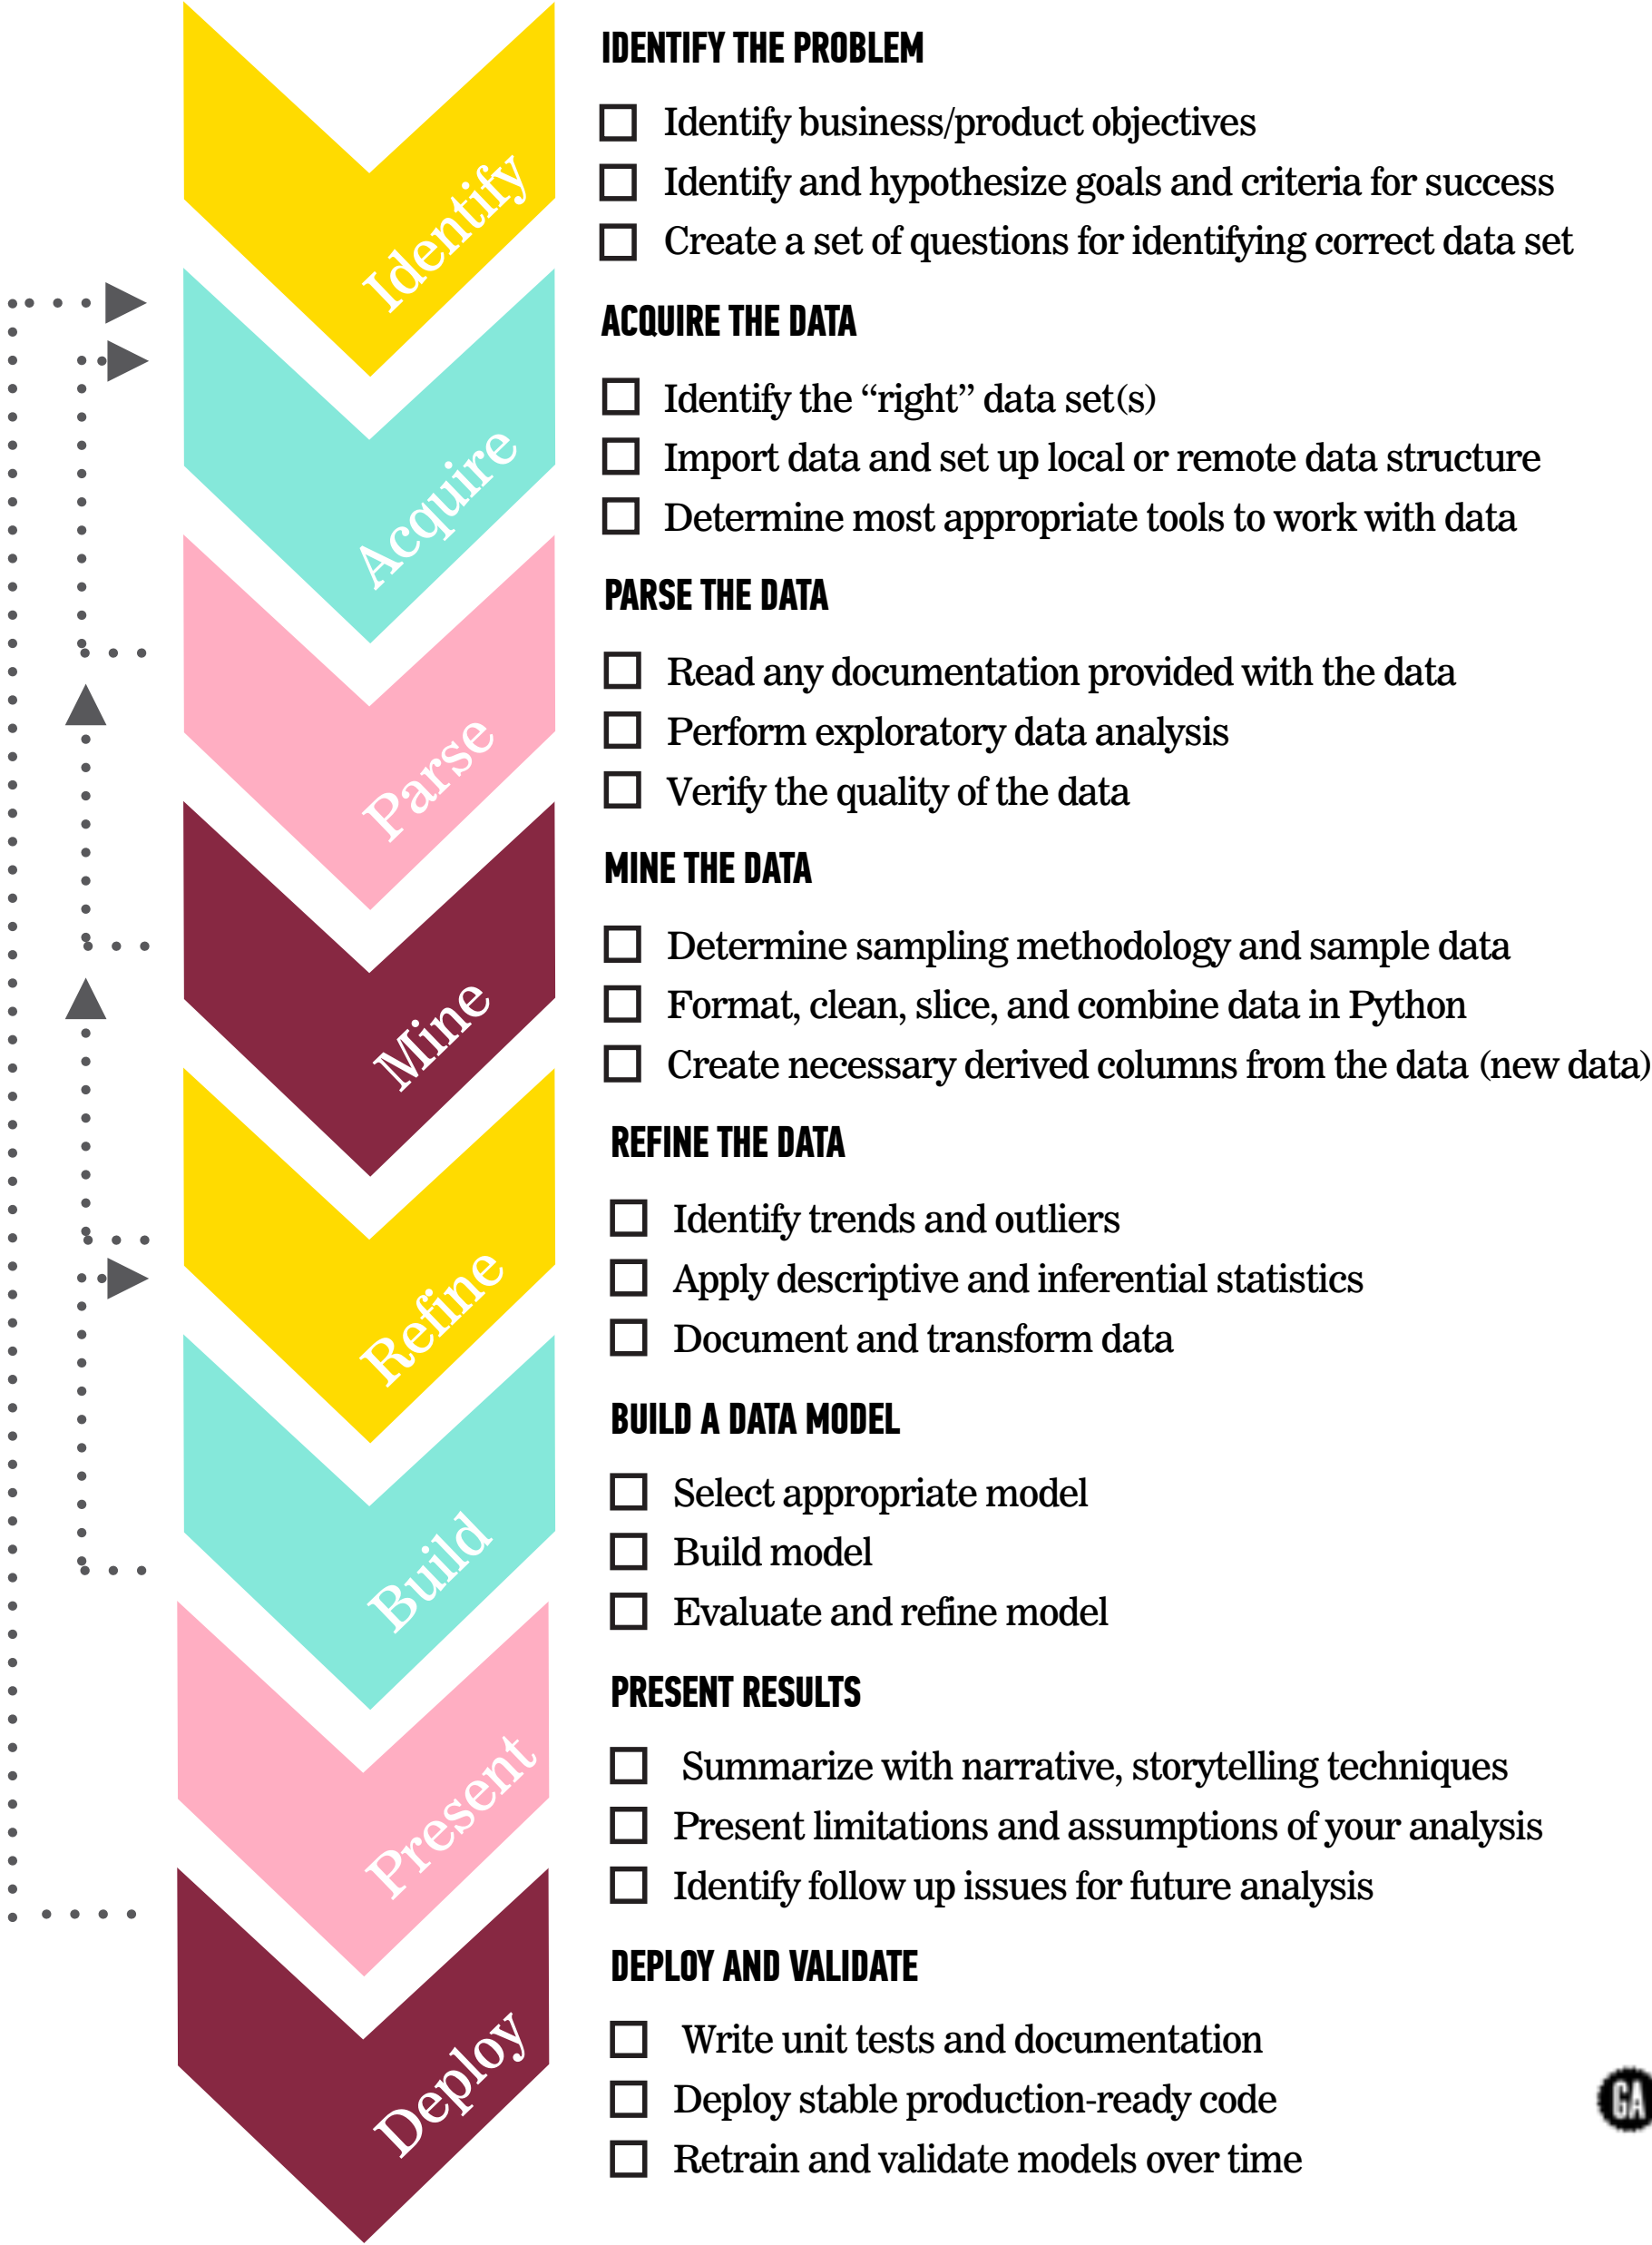 IDENTIFY THE PROBLEM
Identify business/product objectives
Identify and hypothesize goals and criteria for success
Create a set of questions for identifying correct data set
Identify
ACQUIRE THE DATA
Identify the “right” data set(s)
Import data and set up local or remote data structure
Determine most appropriate tools to work with data
Acquire
PARSE THE DATA
Read any documentation provided with the data
Perform exploratory data analysis
Verify the quality of the data
Parse
MINE THE DATA
Determine sampling methodology and sample data
Format, clean, slice, and combine data in Python
Create necessary derived columns from the data (new data)
Mine
REFINE THE DATA
Identify trends and outliers
Apply descriptive and inferential statistics
Document and transform data
Refine
BUILD A DATA MODEL
Select appropriate model
Build model
Evaluate and refine model
Build
PRESENT RESULTS
Summarize with narrative, storytelling techniques
Present limitations and assumptions of your analysis
Identify follow up issues for future analysis
Present
DEPLOY AND VALIDATE
Write unit tests and documentation
Deploy stable production-ready code
Retrain and validate models over time
Deploy
GA